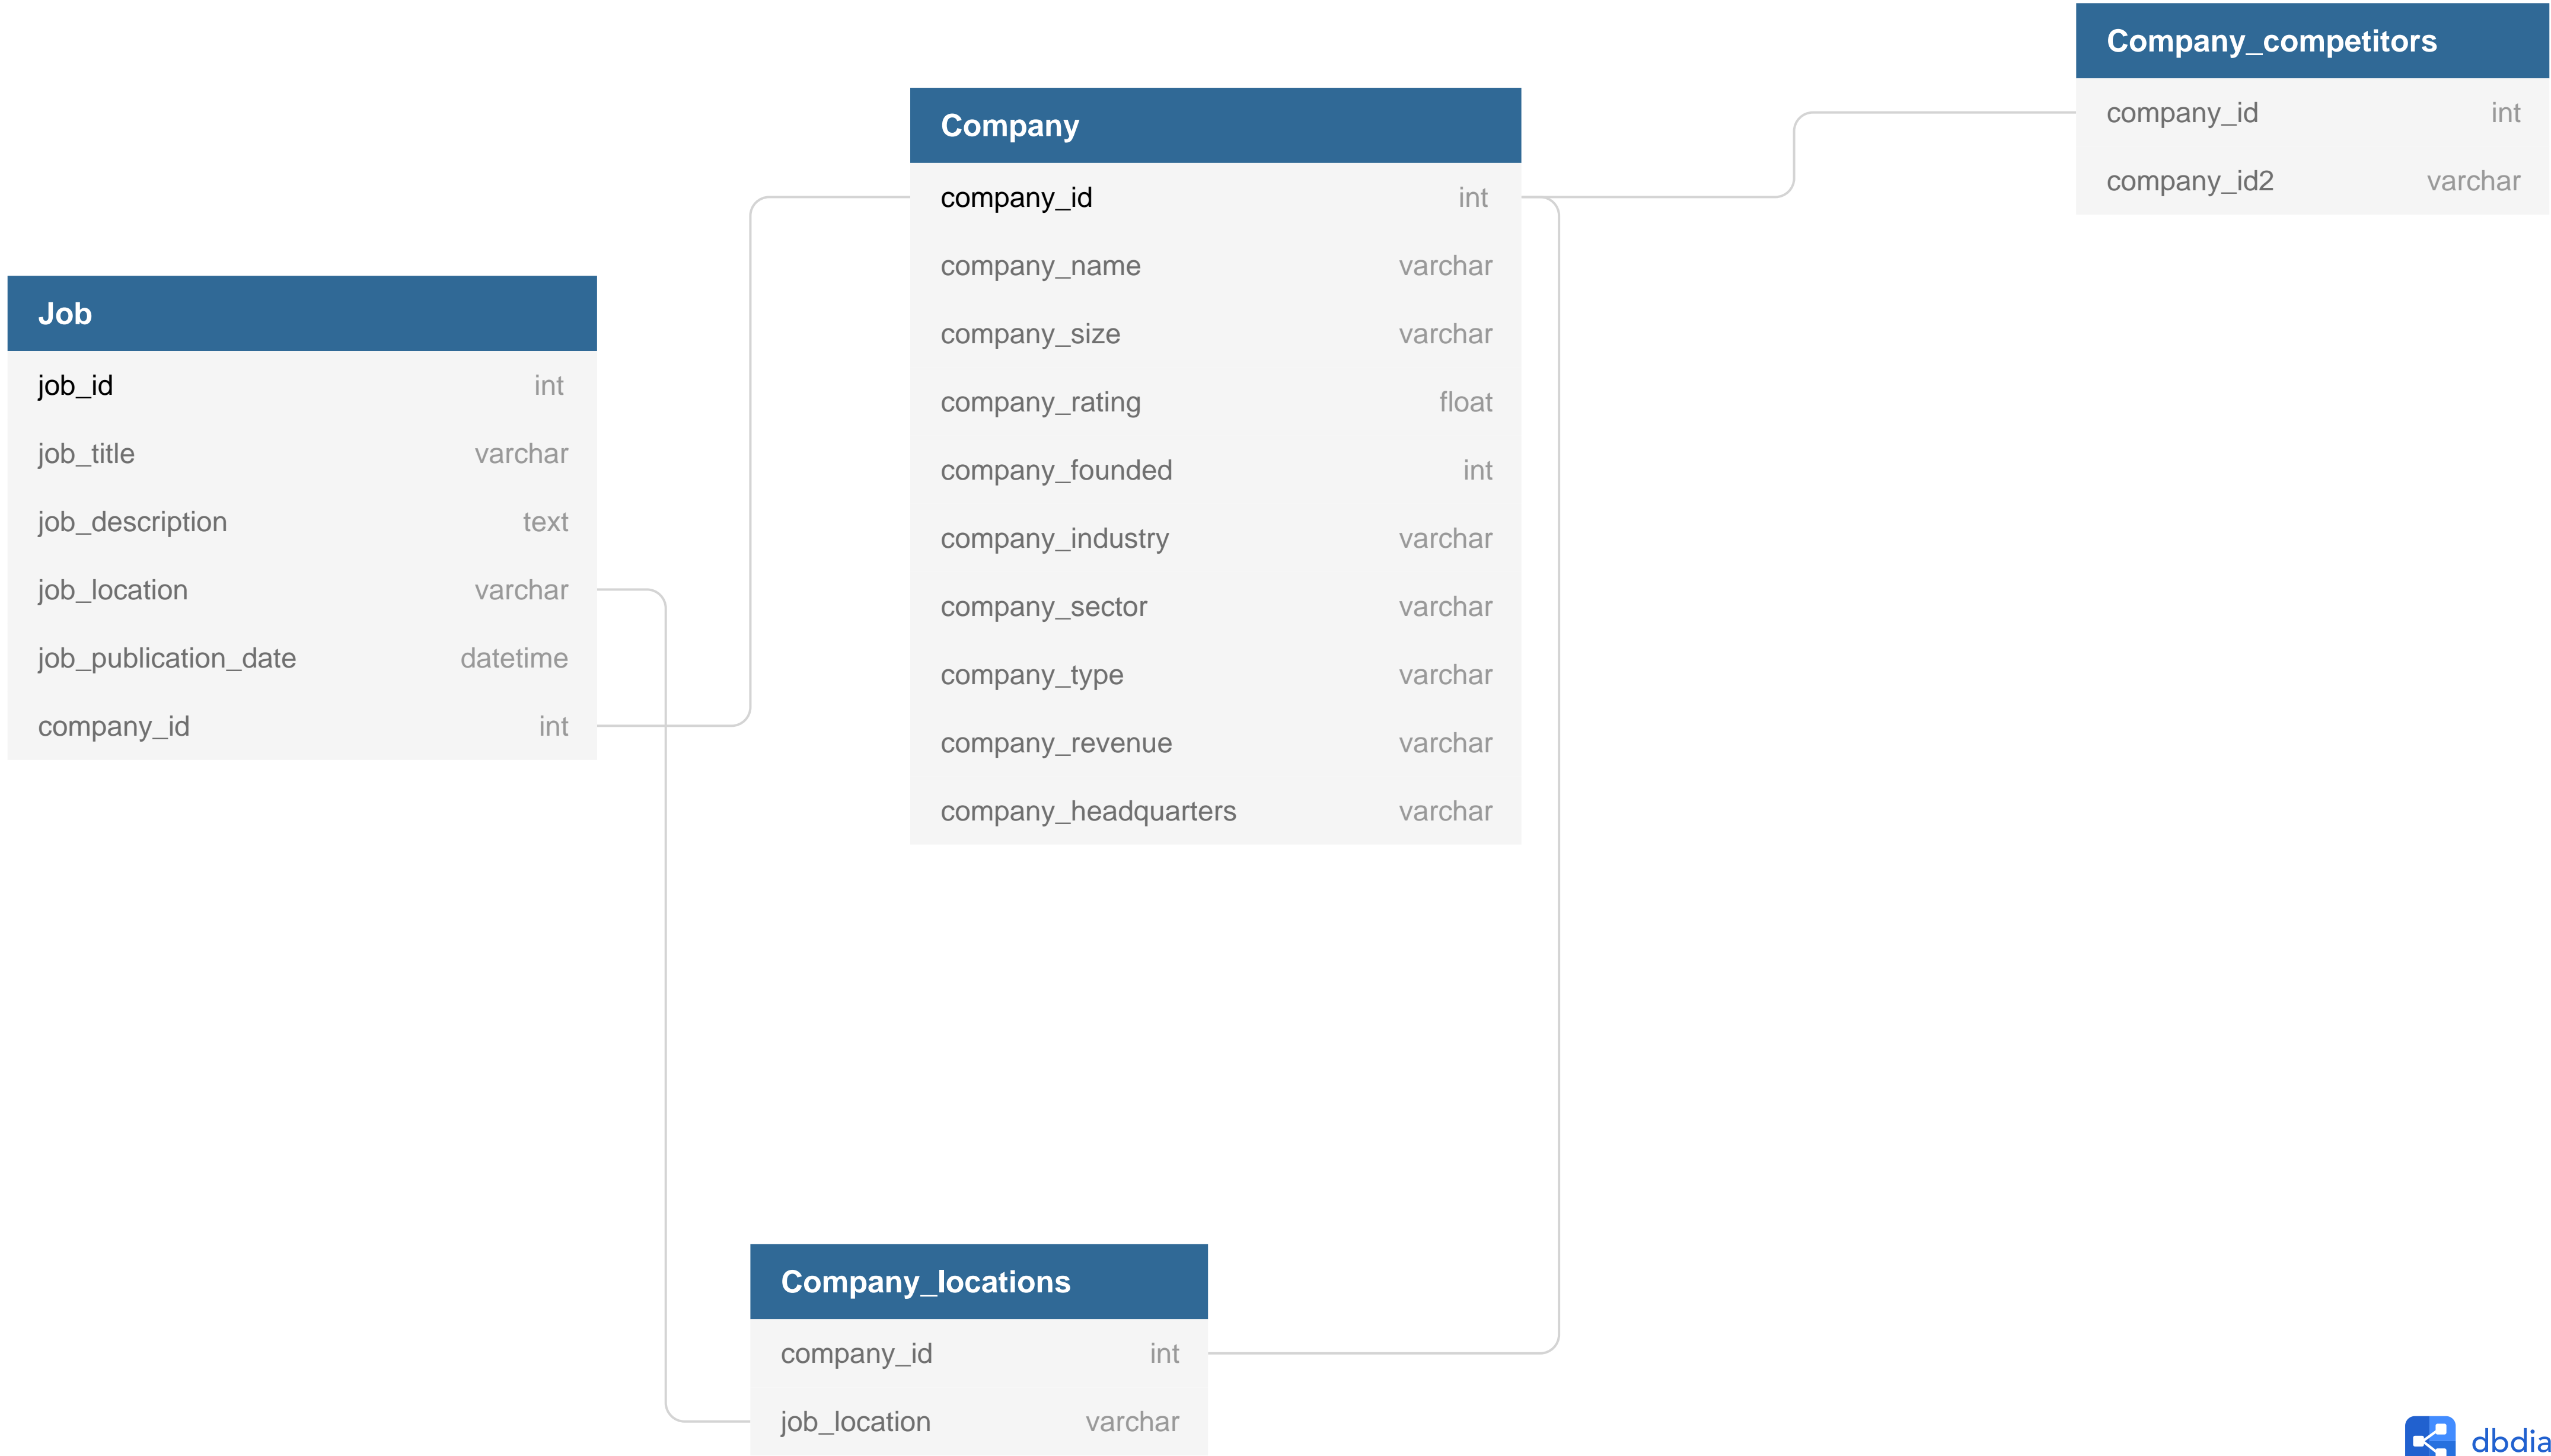 Company_competitors
company_id int
company_id2 varchar
Company
company_id int
company_name varchar
company_size varchar
company_rating float
company_founded int
company_industry varchar
company_sector varchar
company_type varchar
company_revenue varchar
company_headquarters varchar
Job
job_id int
job_title varchar
job_description text
job_location varchar
job_publication_date datetime
company_id int
Company_locations
company_id int
job_location varchar
dbdia